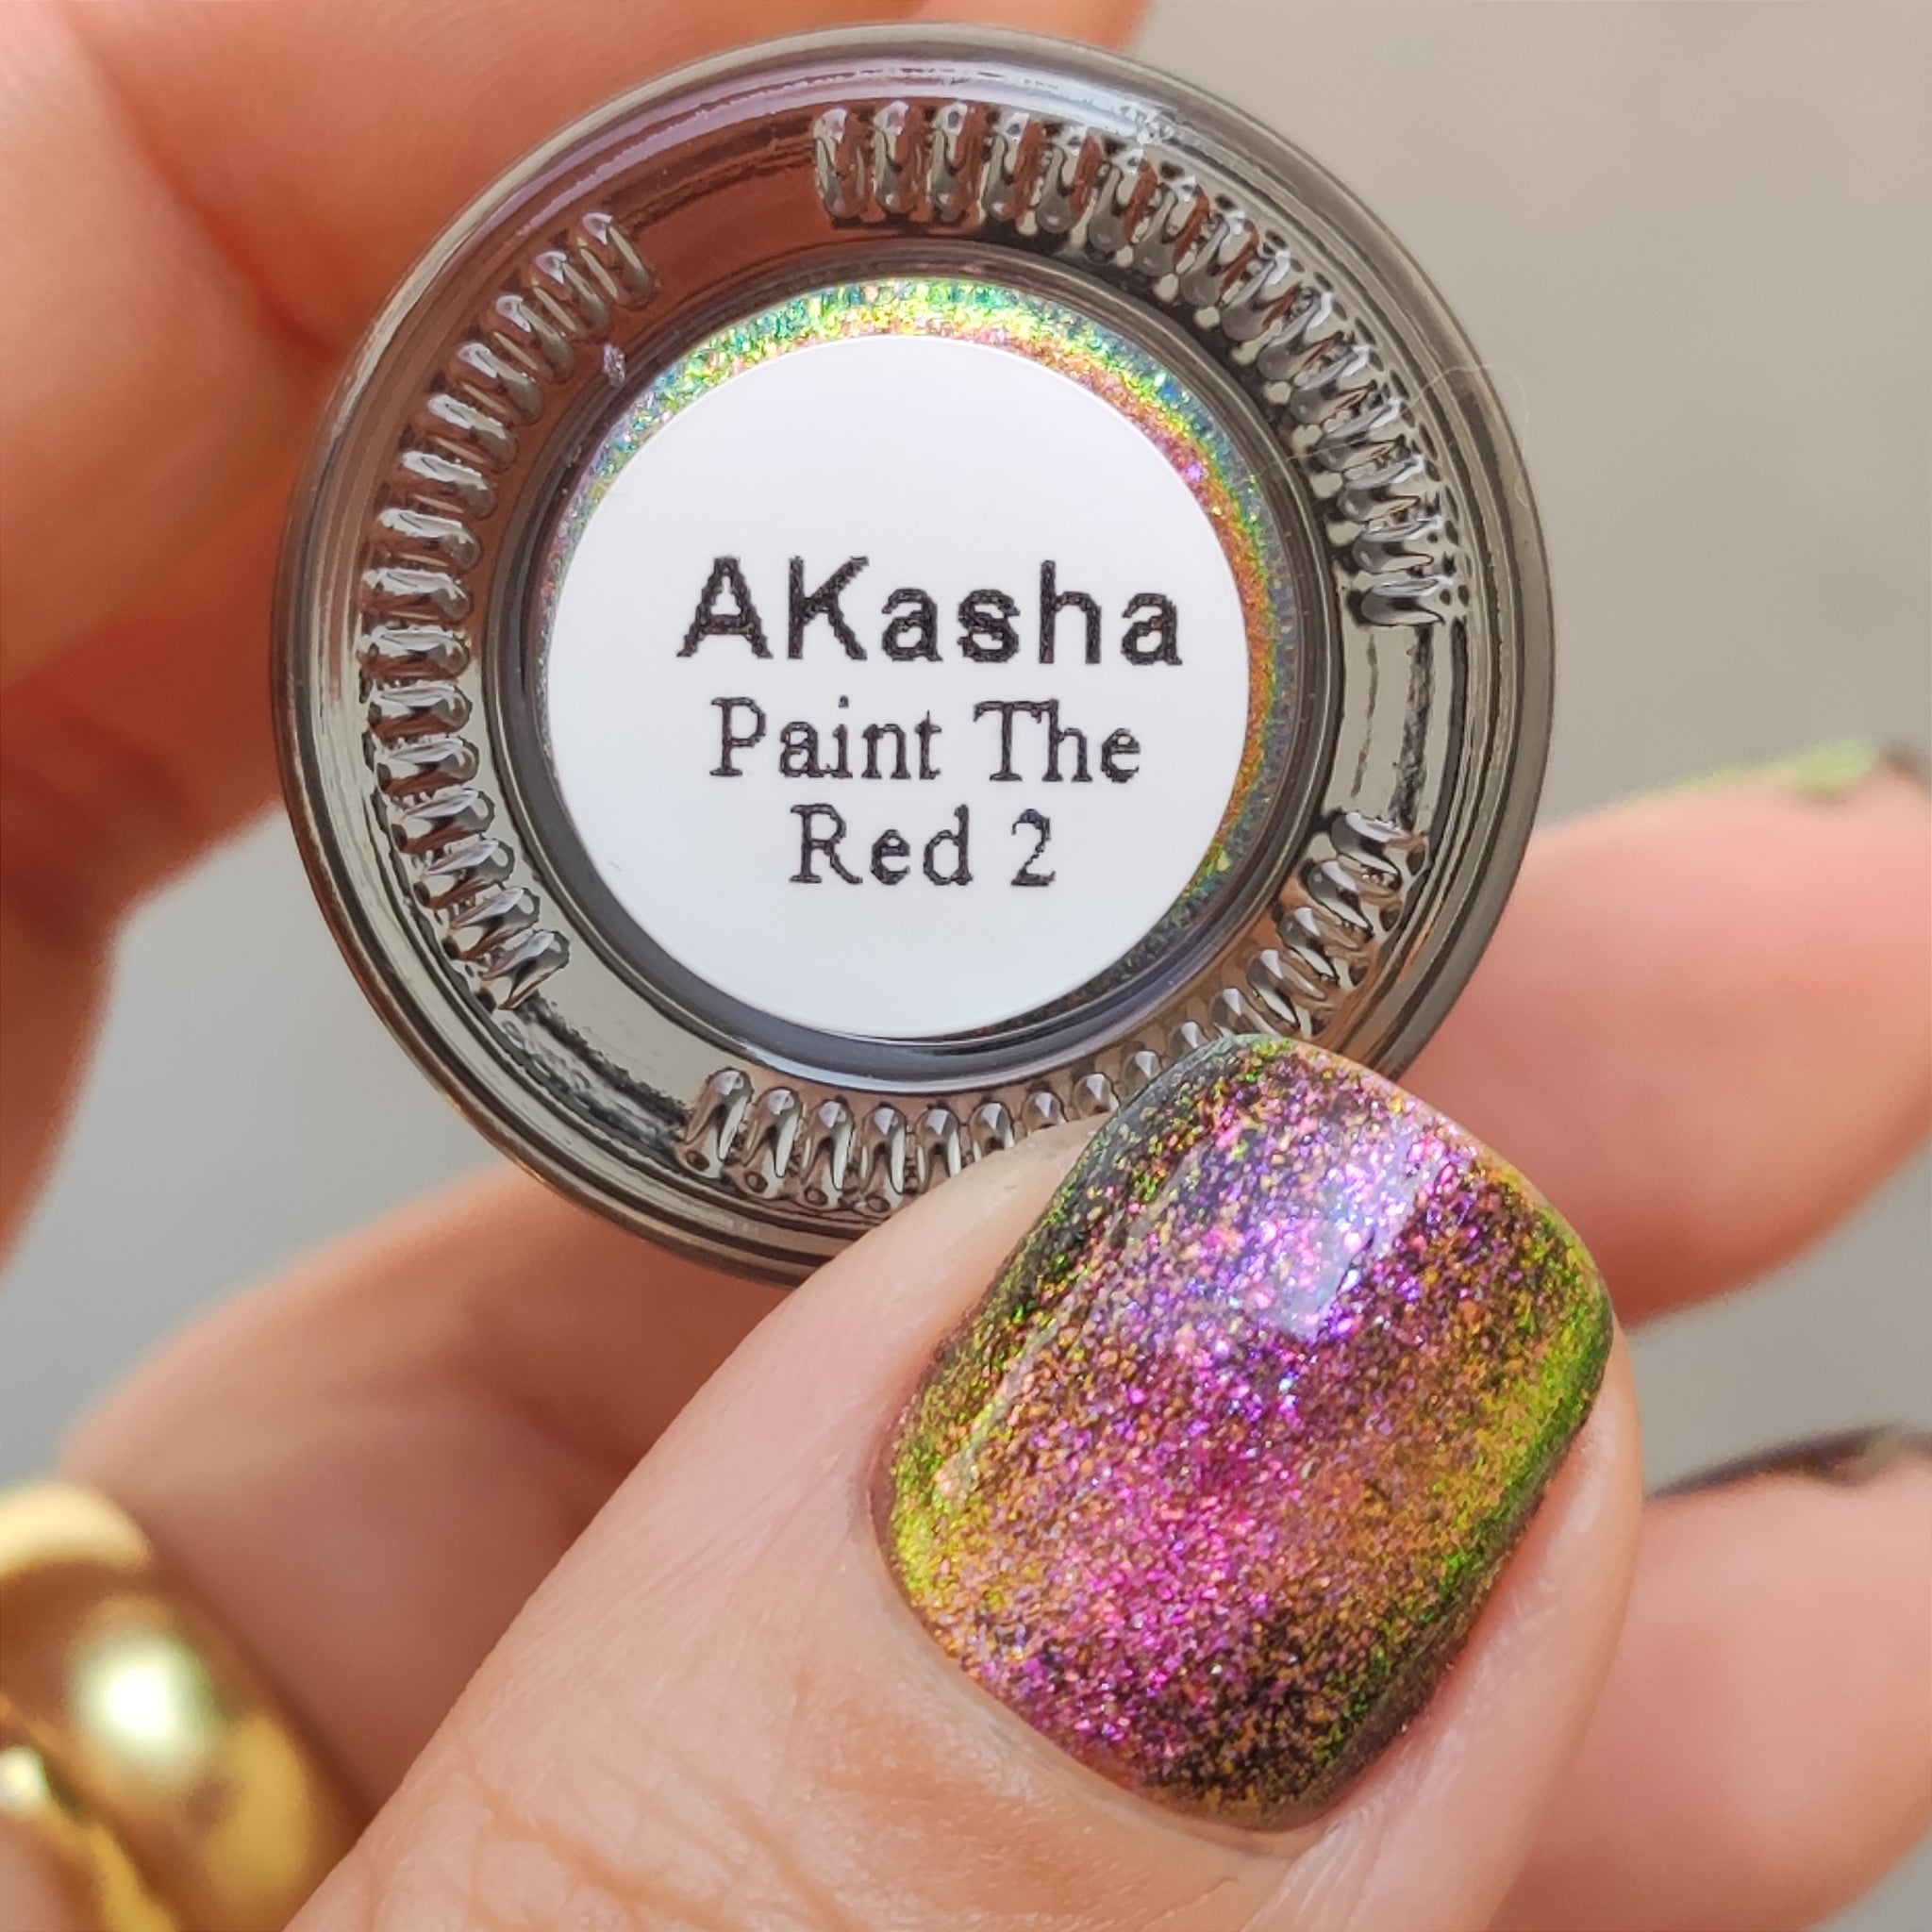 AKasha
Paint The
Red 2